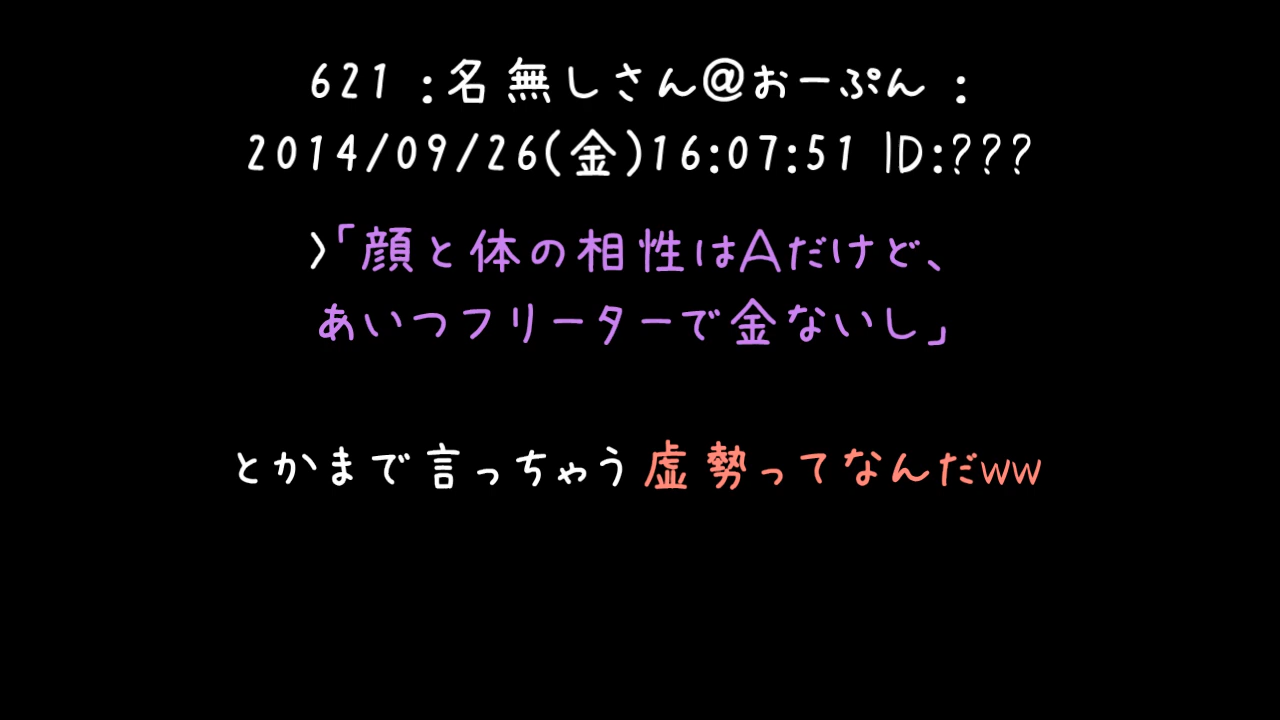 621 :名無しさん@おーぷん :
2014/09/26(金)16:07:51 ID:???
>「顔と体の相性はAだけど、
あいつフリーターで金ないし」
とかまで言っちゃう虚勢ってなんだww